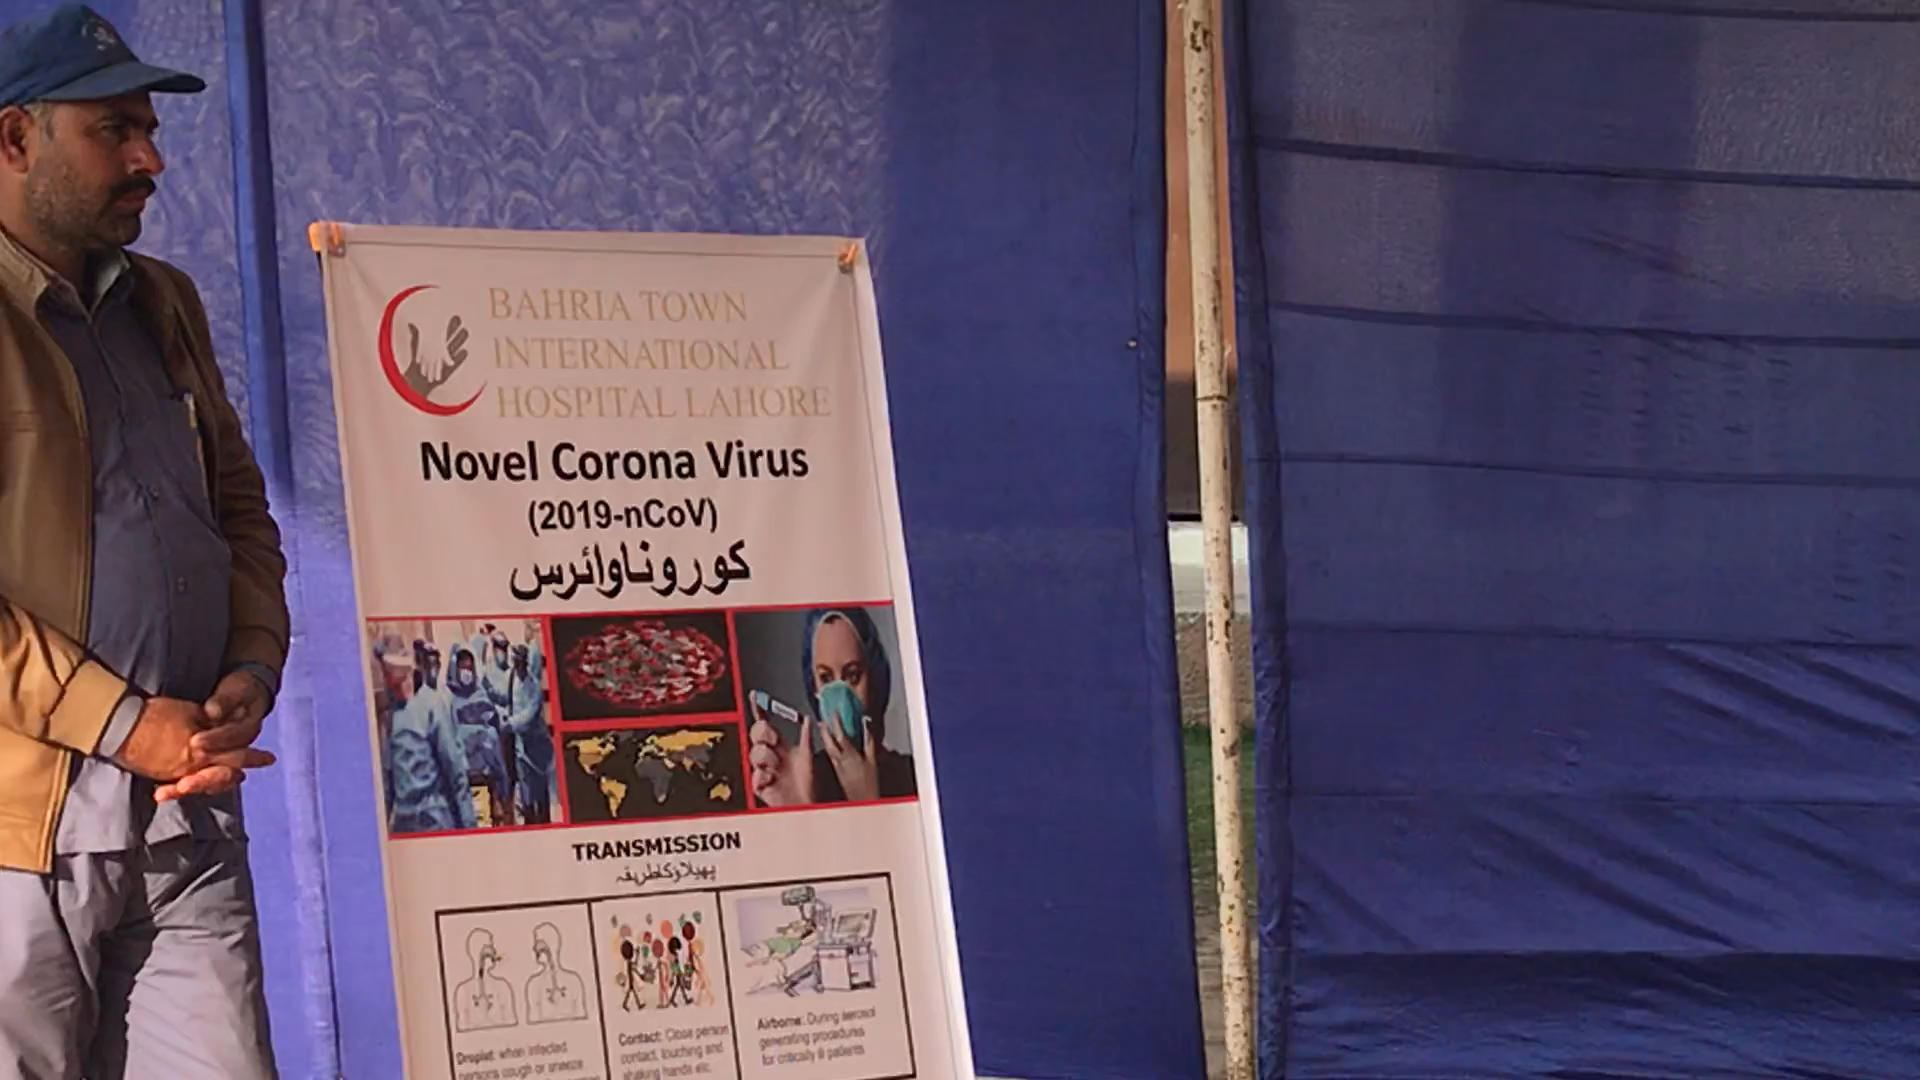 BAHRIA TOWN
INTERNATIONAL
HOSPITAL LAHORE
Novel Corona Virus
(2019-nCoV)
کوروناوائرس
TRANSMISSION
پھیلاؤ کا طریقہ
Droplet: when infected
persons cough or sneeze
Contact: Close person
contact, touching and
shaking hands etc.
Airborne: During aerosol
generating procedures
for critically ill patients